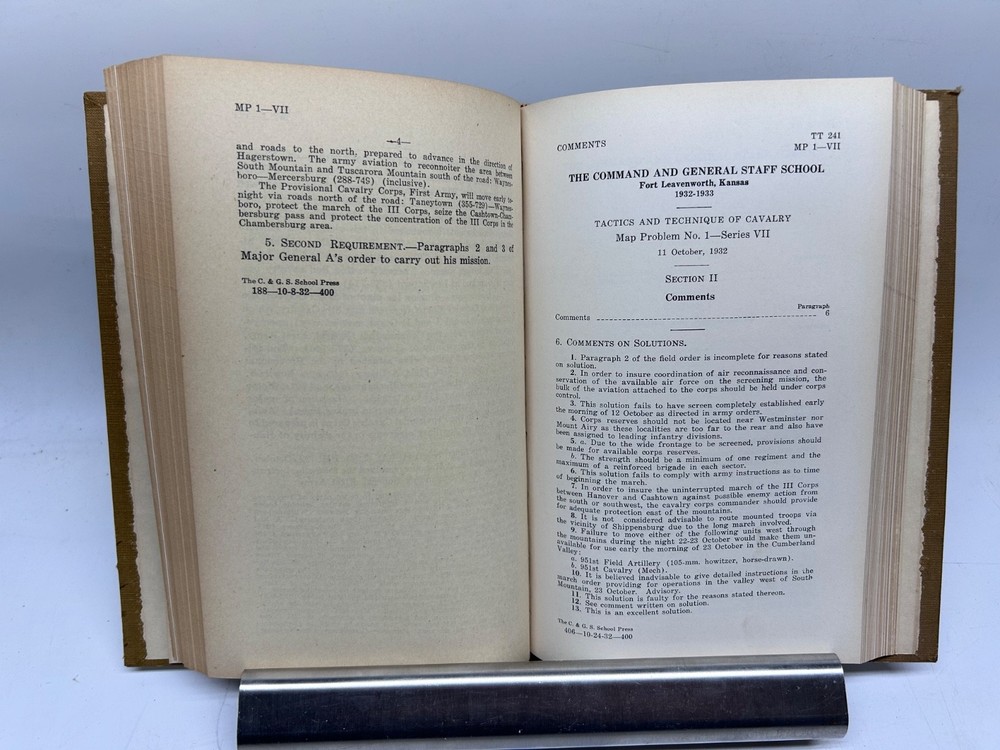 MP 1—VII
—4—
and roads to the north, prepared to advance in the direction of
Hagerstown. The army aviation to reconnoiter the area between
South Mountain and Tuscarora Mountain south of the road: Waynes-
boro—Mercersburg (288-749) (inclusive).
The Provisional Cavalry Corps, First Army, will move early to-
night via roads north of the road: Taneytown (355-729)—Waynes-
boro, protect the march of the III Corps, seize the Cashtown-Cham-
bersburg pass and protect the concentration of the III Corps in the
Chambersburg area.
5. SECOND REQUIREMENT.—Paragraphs 2 and 3 of
Major General A's order to carry out his mission.
The C. & G. S. School Press
188—10-8-32—400
COMMENTS
TT 241
MP 1—VII
THE COMMAND AND GENERAL STAFF SCHOOL
Fort Leavenworth, Kansas
1932-1933
TACTICS AND TECHNIQUE OF CAVALRY
Map Problem No. 1—Series VII
11 October, 1932
SECTION II
Comments
Paragraph
Comments ------------------------------------------------ 6
6. COMMENTS ON SOLUTIONS.
1. Paragraph 2 of the field order is incomplete for reasons stated
on solution.
2. In order to insure coordination of air reconnaissance and con-
servation of the available air force on the screening mission, the
bulk of the aviation attached to the corps should be held under corps
control.
3. This solution fails to have screen completely established early
the morning of 12 October as directed in army orders.
4. Corps reserves should not be located near Westminster nor
Mount Airy as these localities are too far to the rear and also have
been assigned to leading infantry divisions.
5. a. Due to the wide frontage to be screened, provisions should
be made for available corps reserves.
b. The strength should be a minimum of one regiment and the
maximum of a reinforced brigade in each sector.
6. This solution fails to comply with army instructions as to time
of beginning the march.
7. In order to insure the uninterrupted march of the III Corps
between Hanover and Cashtown against possible enemy action from
the south or southwest, the cavalry corps commander should provide
for adequate protection east of the mountains.
8. It is not considered advisable to route mounted troops via
the vicinity of Shippensburg due to the long march involved.
9. Failure to move either of the following units west through
the mountains during the night 22-23 October would make them un-
available for use early the morning of 23 October in the Cumberland
Valley:
a. 951st Field Artillery (105-mm. howitzer, horse-drawn).
b. 951st Cavalry (Mech).
10. It is believed inadvisable to give detailed instructions in the
march order providing for operations in the valley west of South
Mountain, 23 October. Advisory.
11. This solution is faulty for the reasons stated thereon.
12. See comment written on solution.
13. This is an excellent solution.
The C. & G. S. School Press
406—10-24-32—400